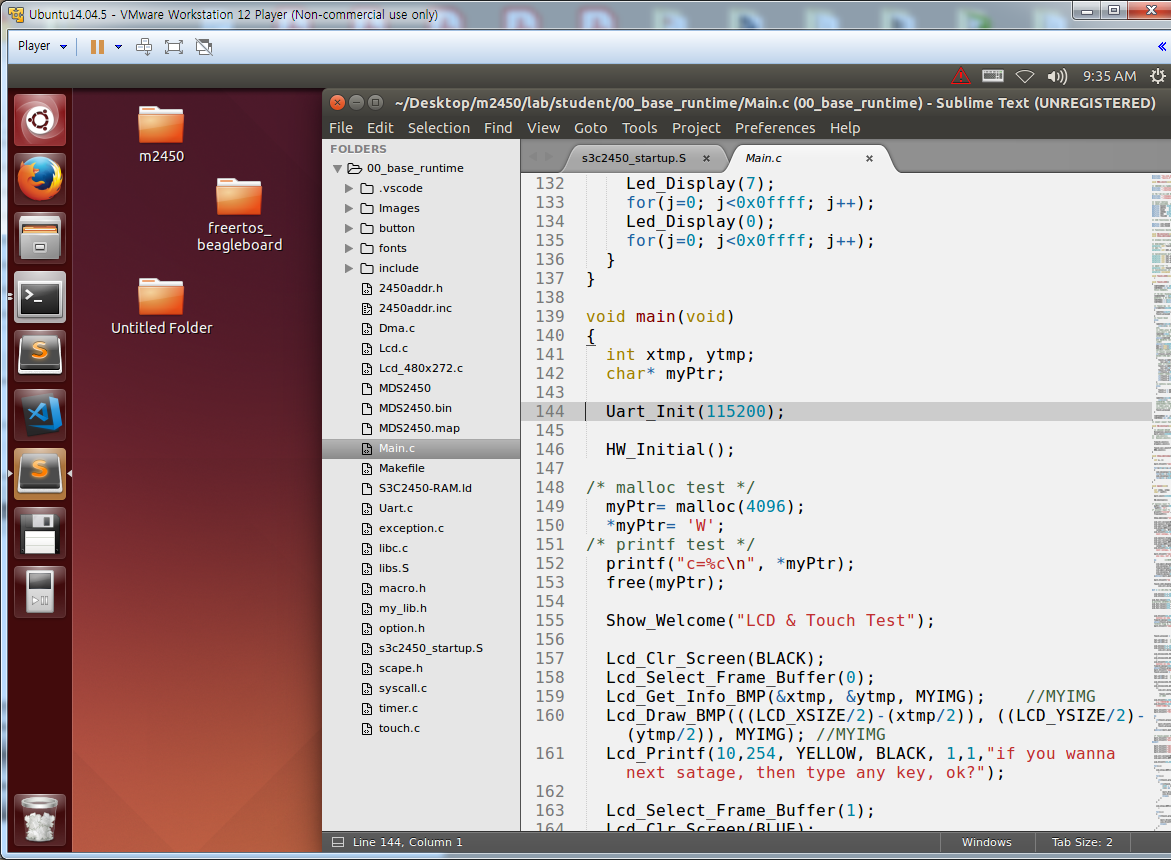 Ubuntu14.04.5 - VMware Workstation 12 Player (Non-commercial use only)
Player
9:35 AM
m2450
freertos_
beagleboard
Untitled Folder
~/Desktop/m2450/lab/student/00_base_runtime/Main.c (00_base_runtime) - Sublime Text (UNREGISTERED)
File Edit Selection Find View Goto Tools Project Preferences Help
FOLDERS
00_base_runtime
.vscode
Images
button
fonts
include
2450addr.h
2450addr.inc
Dma.c
Lcd.c
Lcd_480x272.c
MDS2450
MDS2450.bin
MDS2450.map
Main.c
Makefile
S3C2450-RAM.ld
Uart.c
exception.c
libc.c
libs.S
macro.h
my_lib.h
option.h
s3c2450_startup.S
scape.h
syscall.c
timer.c
touch.c
s3c2450_startup.S × Main.c ×
132 Led_Display(7);
133 for(j=0; j<0x0ffff; j++);
134 Led_Display(0);
135 for(j=0; j<0x0ffff; j++);
136 }
137 }
138
139 void main(void)
140 {
141 int xtmp, ytmp;
142 char* myPtr;
143
144 Uart_Init(115200);
145
146 HW_Initial();
147
148 /* malloc test */
149 myPtr= malloc(4096);
150 *myPtr= 'W';
151 /* printf test */
152 printf("c=%c\n", *myPtr);
153 free(myPtr);
154
155 Show_Welcome("LCD & Touch Test");
156
157 Lcd_Clr_Screen(BLACK);
158 Lcd_Select_Frame_Buffer(0);
159 Lcd_Get_Info_BMP(&xtmp, &ytmp, MYIMG); //MYIMG
160 Lcd_Draw_BMP(((LCD_XSIZE/2)-(xtmp/2)), ((LCD_YSIZE/2)-
(ytmp/2)), MYIMG); //MYIMG
161 Lcd_Printf(10,254, YELLOW, BLACK, 1,1,"if you wanna
next satage, then type any key, ok?");
162
163 Lcd_Select_Frame_Buffer(1);
164 Lcd_Clr_Screen(BLUE);
Line 144, Column 1
Windows
Tab Size: 2